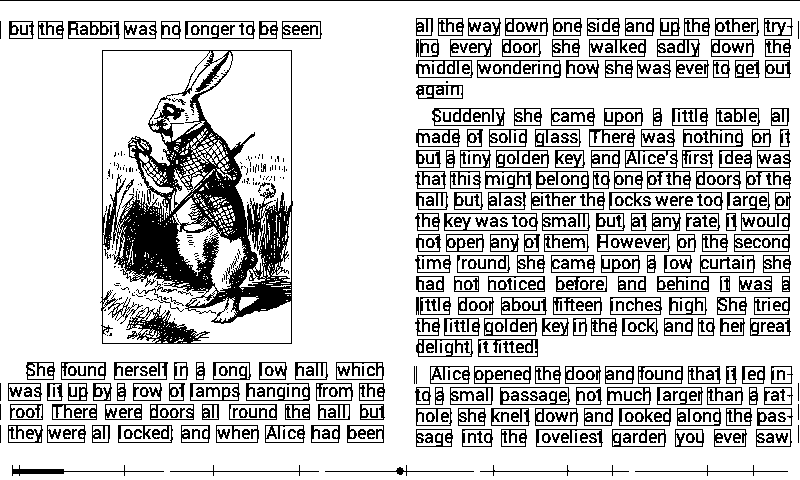 but the Rabbit was no longer to be seen.
She found herself in a long, low hall, which
was lit up by a row of lamps hanging from the
roof. There were doors all 'round the hall, but
they were all locked; and when Alice had been
all the way down one side and up the other, try-
ing every door, she walked sadly down the
middle, wondering how she was ever to get out
again.
Suddenly she came upon a little table, all
made of solid glass. There was nothing on it
but a tiny golden key, and Alice's first idea was
that this might belong to one of the doors of the
hall, but, alas! either the locks were too large, or
the key was too small, but, at any rate, it would
not open any of them. However, on the second
time 'round, she came upon a low curtain she
had not noticed before, and behind it was a
little door about fifteen inches high. She tried
the little golden key in the lock, and to her great
delight, it fitted!
Alice opened the door and found that it led in-
to a small passage, not much larger than a rat-
hole; she knelt down and looked along the pas-
sage into the loveliest garden you ever saw.